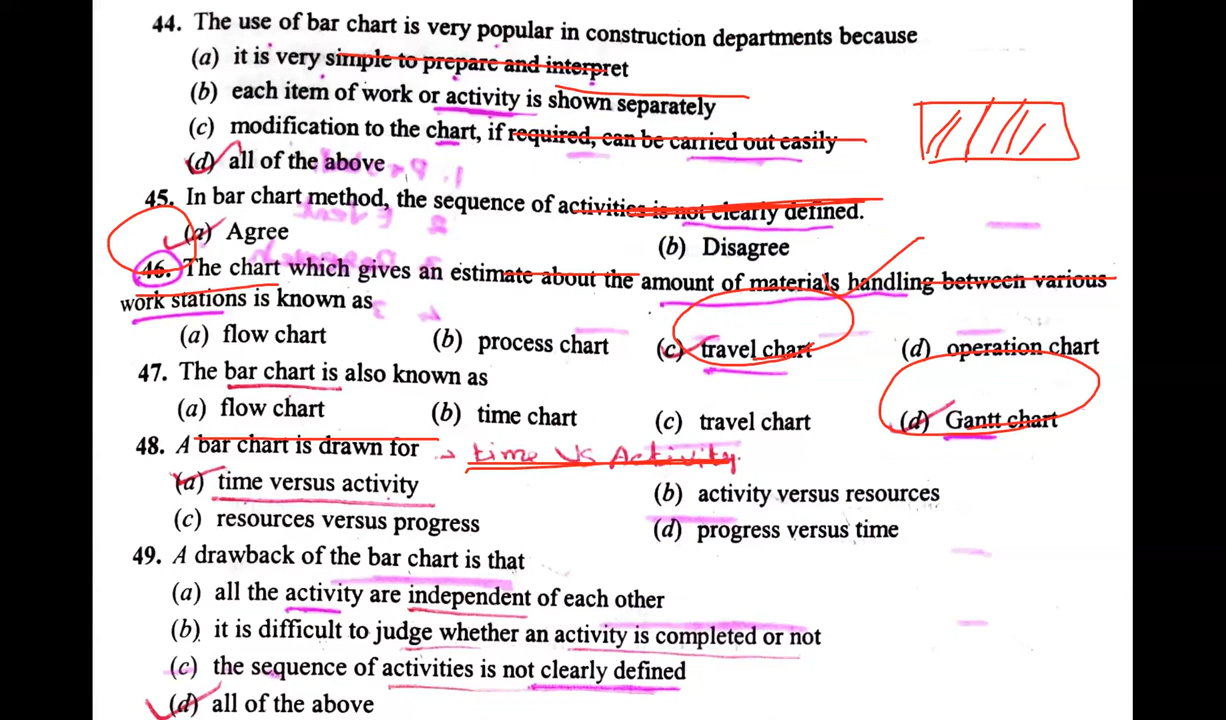 44. The use of bar chart is very popular in construction departments because
(a) it is very simple to prepare and interpret
(b) each item of work or activity is shown separately
(c) modification to the chart, if required, can be carried out easily
(d) all of the above
45. In bar chart method, the sequence of activities is not clearly defined.
(a) Agree (b) Disagree
46. The chart which gives an estimate about the amount of materials handling between various
work stations is known as
(a) flow chart (b) process chart (c) travel chart (d) operation chart
47. The bar chart is also known as
(a) flow chart (b) time chart (c) travel chart (d) Gantt chart
48. A bar chart is drawn for → time Vs Activity.
(a) time versus activity (b) activity versus resources
(c) resources versus progress (d) progress versus time
49. A drawback of the bar chart is that
(a) all the activity are independent of each other
(b) it is difficult to judge whether an activity is completed or not
(c) the sequence of activities is not clearly defined
(d) all of the above